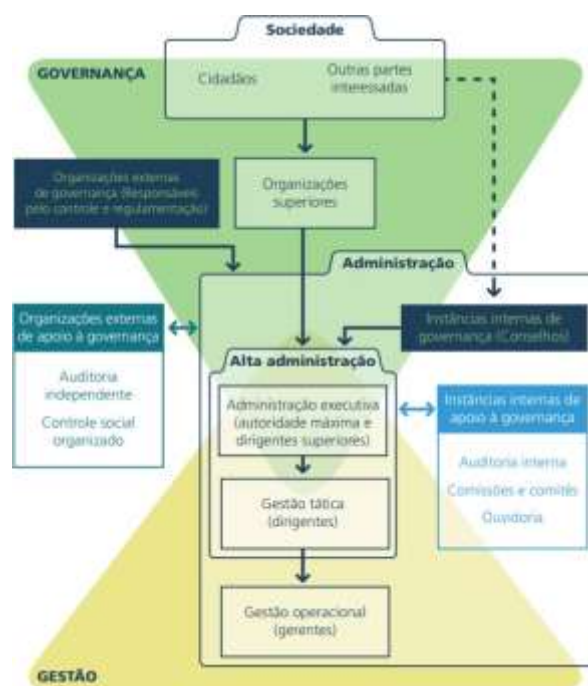 Sociedade
GOVERNANÇA
Cidadãos
Outras partes
interessadas
Organizações externas
de governança (Responsáveis
pelo controle e regulamentação)
Organizações
superiores
Administração
Organizações externas
de apoio à governança
Auditoria
independente
Controle social
organizado
Instâncias internas de
governança (Conselhos)
Alta administração
Administração executiva
(autoridade máxima e
dirigentes superiores)
Instâncias internas de
apoio à governança
Auditoria interna
Comissões e comitês
Ouvidoria
Gestão tática
(dirigentes)
Gestão operacional
(gerentes)
GESTÃO